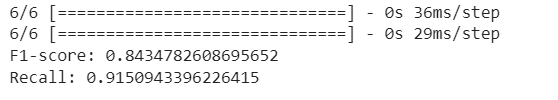 6/6 [==============================] - 0s 36ms/step
6/6 [==============================] - 0s 29ms/step
F1-score: 0.8434782608695652
Recall: 0.9150943396226415